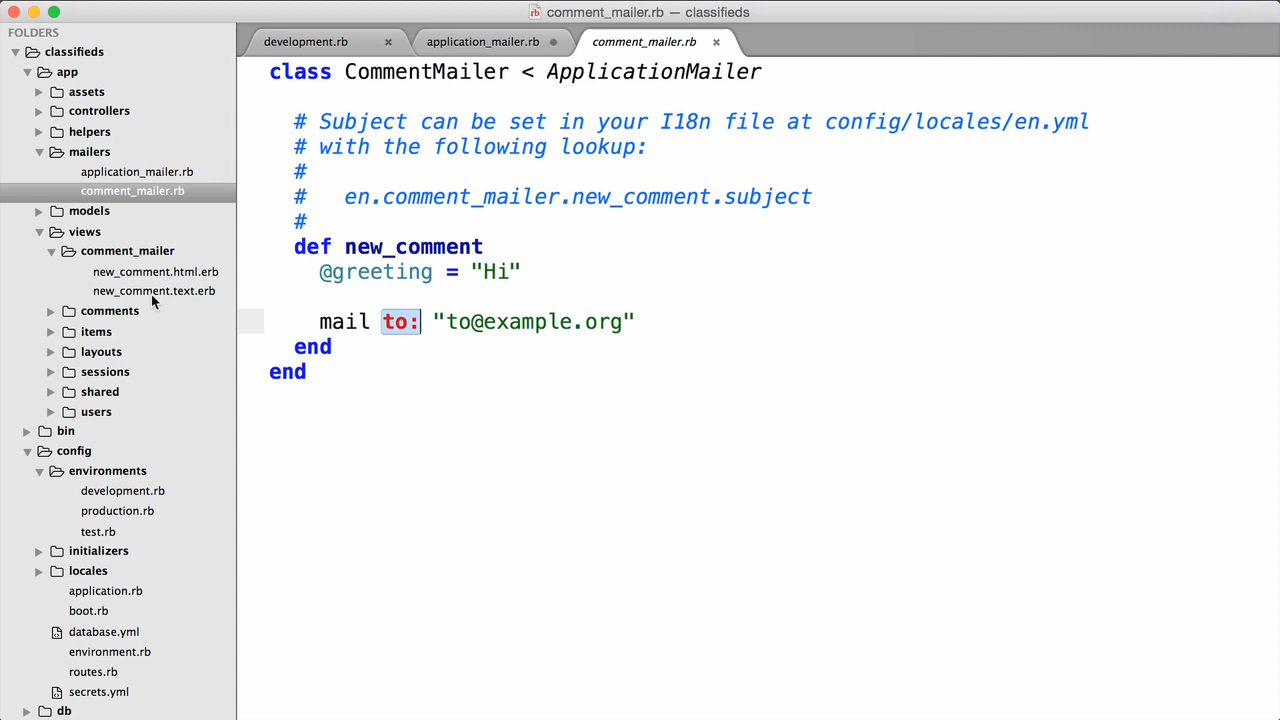 comment_mailer.rb — classifieds
FOLDERS
classifieds
app
assets
controllers
helpers
mailers
application_mailer.rb
comment_mailer.rb
models
views
comment_mailer
new_comment.html.erb
new_comment.text.erb
comments
items
layouts
sessions
shared
users
bin
config
environments
development.rb
production.rb
test.rb
initializers
locales
application.rb
boot.rb
database.yml
environment.rb
routes.rb
secrets.yml
db
development.rb
application_mailer.rb
comment_mailer.rb
class CommentMailer < ApplicationMailer
# Subject can be set in your I18n file at config/locales/en.yml
# with the following lookup:
#
# en.comment_mailer.new_comment.subject
#
def new_comment
@greeting = "Hi"
mail to: "to@example.org"
end
end